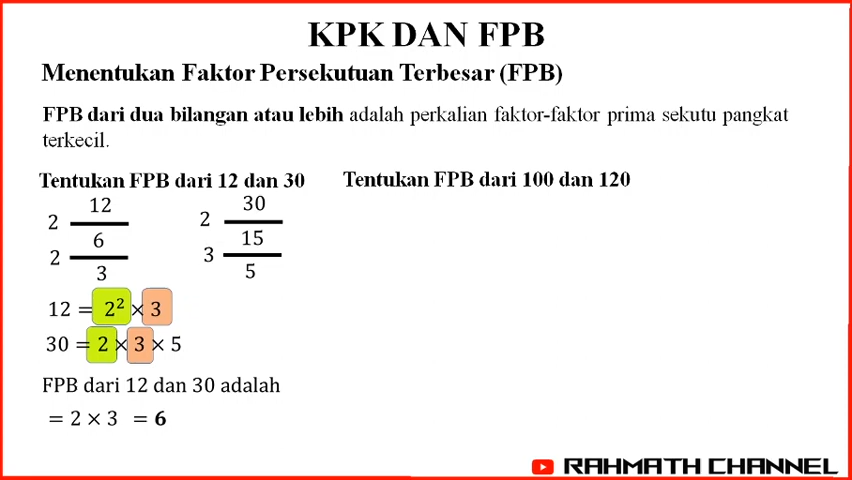 KPK DAN FPB
Menentukan Faktor Persekutuan Terbesar (FPB)
FPB dari dua bilangan atau lebih adalah perkalian faktor-faktor prima sekutu pangkat
terkecil.
Tentukan FPB dari 12 dan 30
2 12
2 6
3
2 30
3 15
5
12 = 2² × 3
30 = 2 × 3 × 5
FPB dari 12 dan 30 adalah
= 2 × 3 = 6
Tentukan FPB dari 100 dan 120
RAHMATH CHANNEL